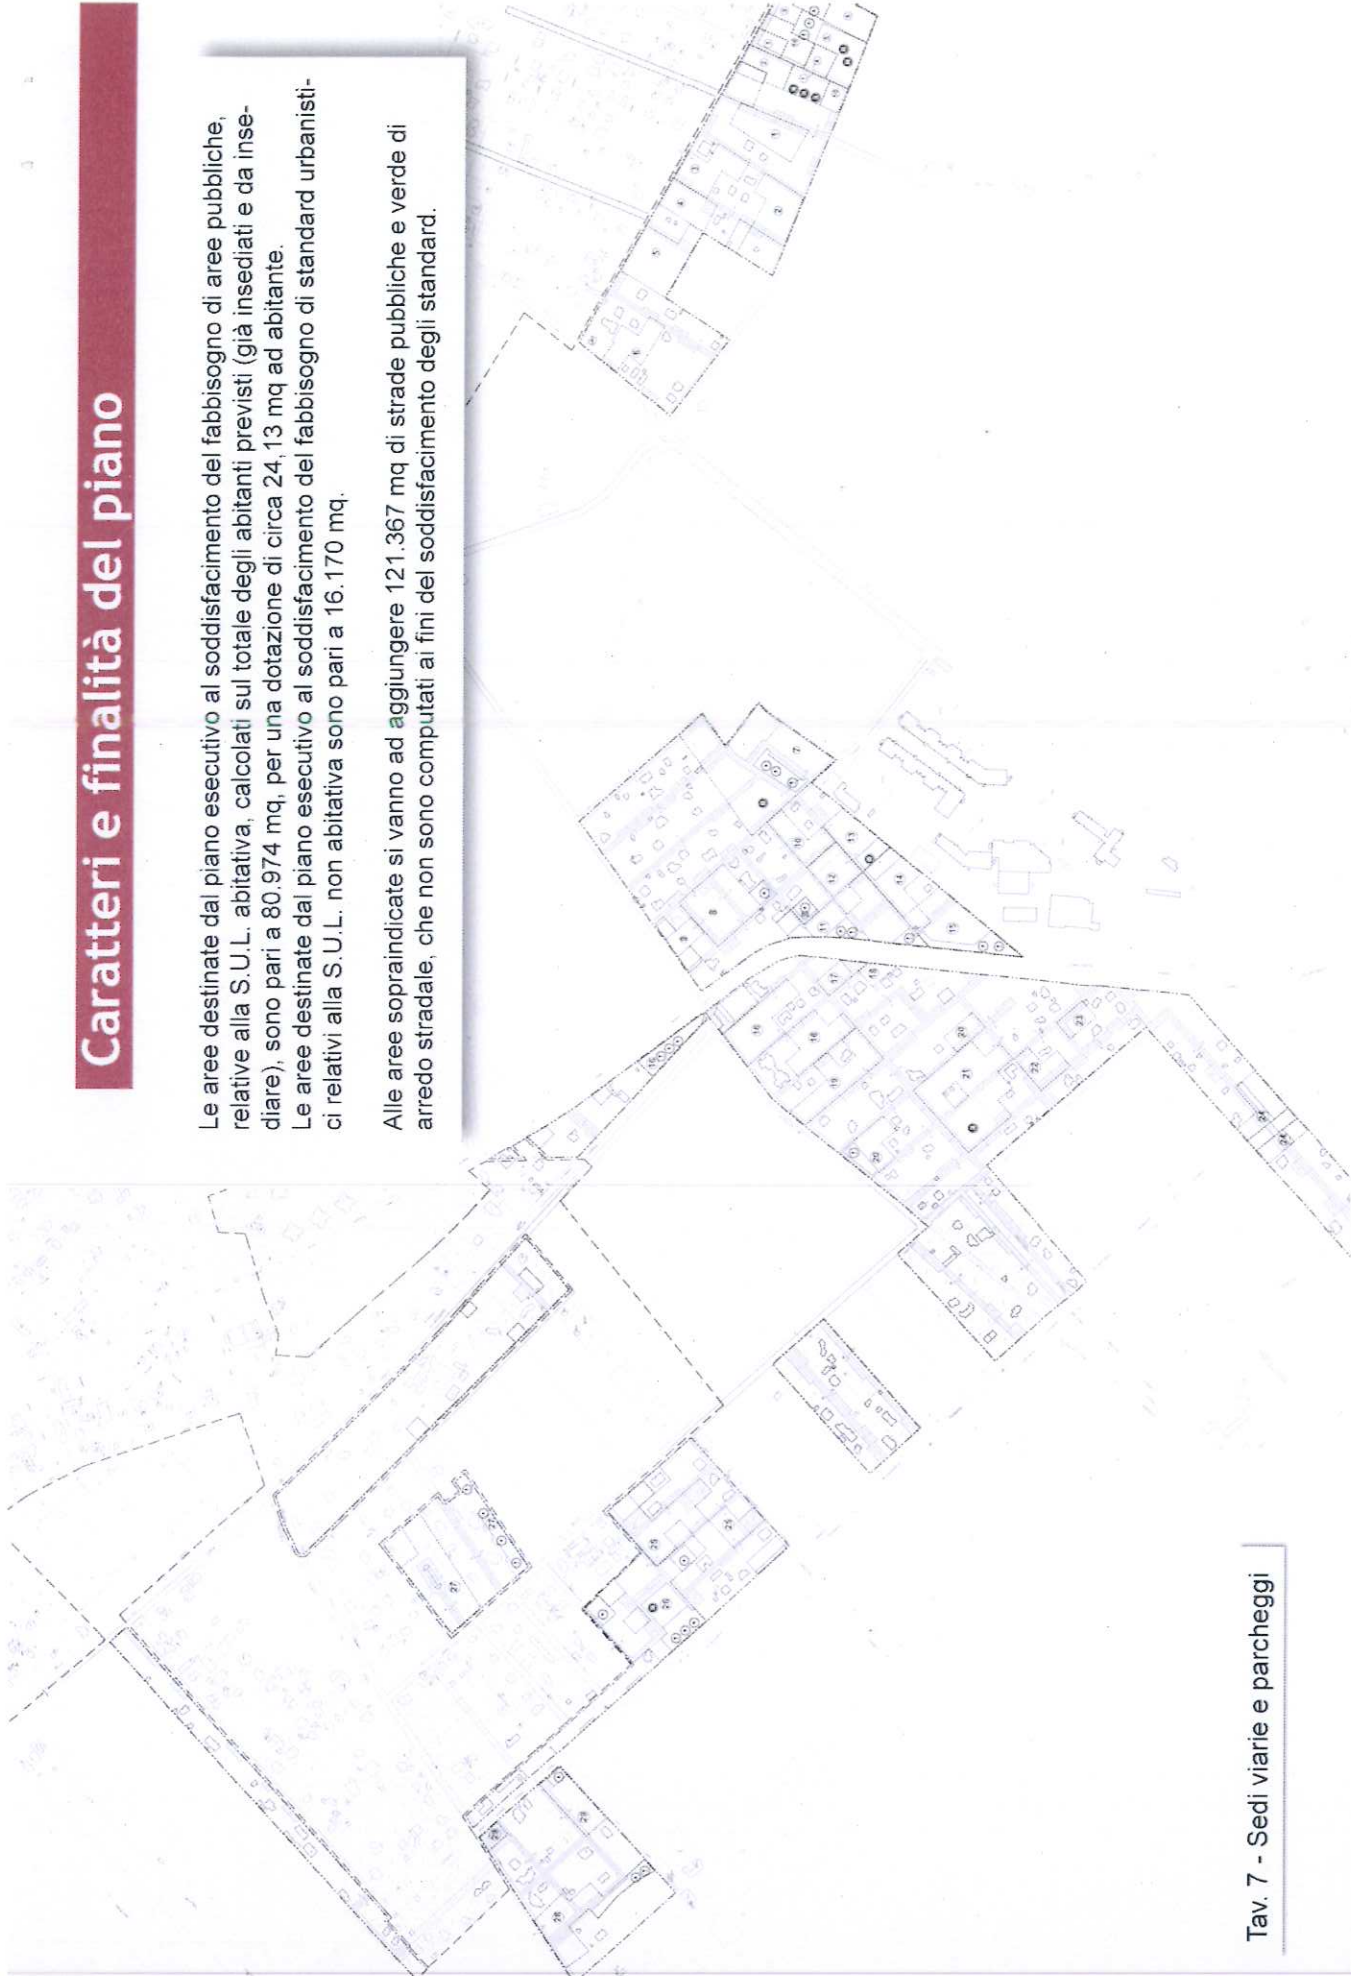 Caratteri e finalità del piano
Le aree destinate dal piano esecutivo al soddisfacimento del fabbisogno di aree pubbliche,
relative alla S.U.L. abitativa, calcolati sul totale degli abitanti previsti (già insediati e da inse-
diare), sono pari a 80.974 mq, per una dotazione di circa 24,13 mq ad abitante.
Le aree destinate dal piano esecutivo al soddisfacimento del fabbisogno di standard urbanisti-
ci relativi alla S.U.L. non abitativa sono pari a 16.170 mq.
Alle aree sopraindicate si vanno ad aggiungere 121.367 mq di strade pubbliche e verde di
arredo stradale, che non sono computati ai fini del soddisfacimento degli standard.
Tav. 7 - Sedi viarie e parcheggi